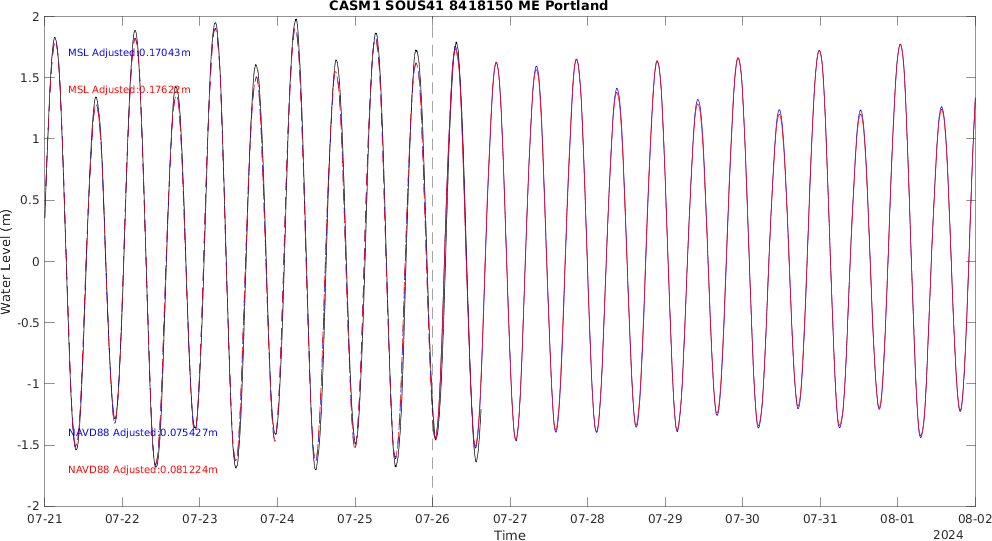 CASM1 SOUS41 8418150 ME Portland
2
1.5
1
0.5
0
-0.5
-1
-1.5
-2
Water Level (m)
MSL Adjusted:0.17043m
MSL Adjusted:0.17622m
NAVD88 Adjusted:0.075427m
NAVD88 Adjusted:0.081224m
07-21 07-22 07-23 07-24 07-25 07-26 07-27 07-28 07-29 07-30 07-31 08-01 08-02
Time
2024